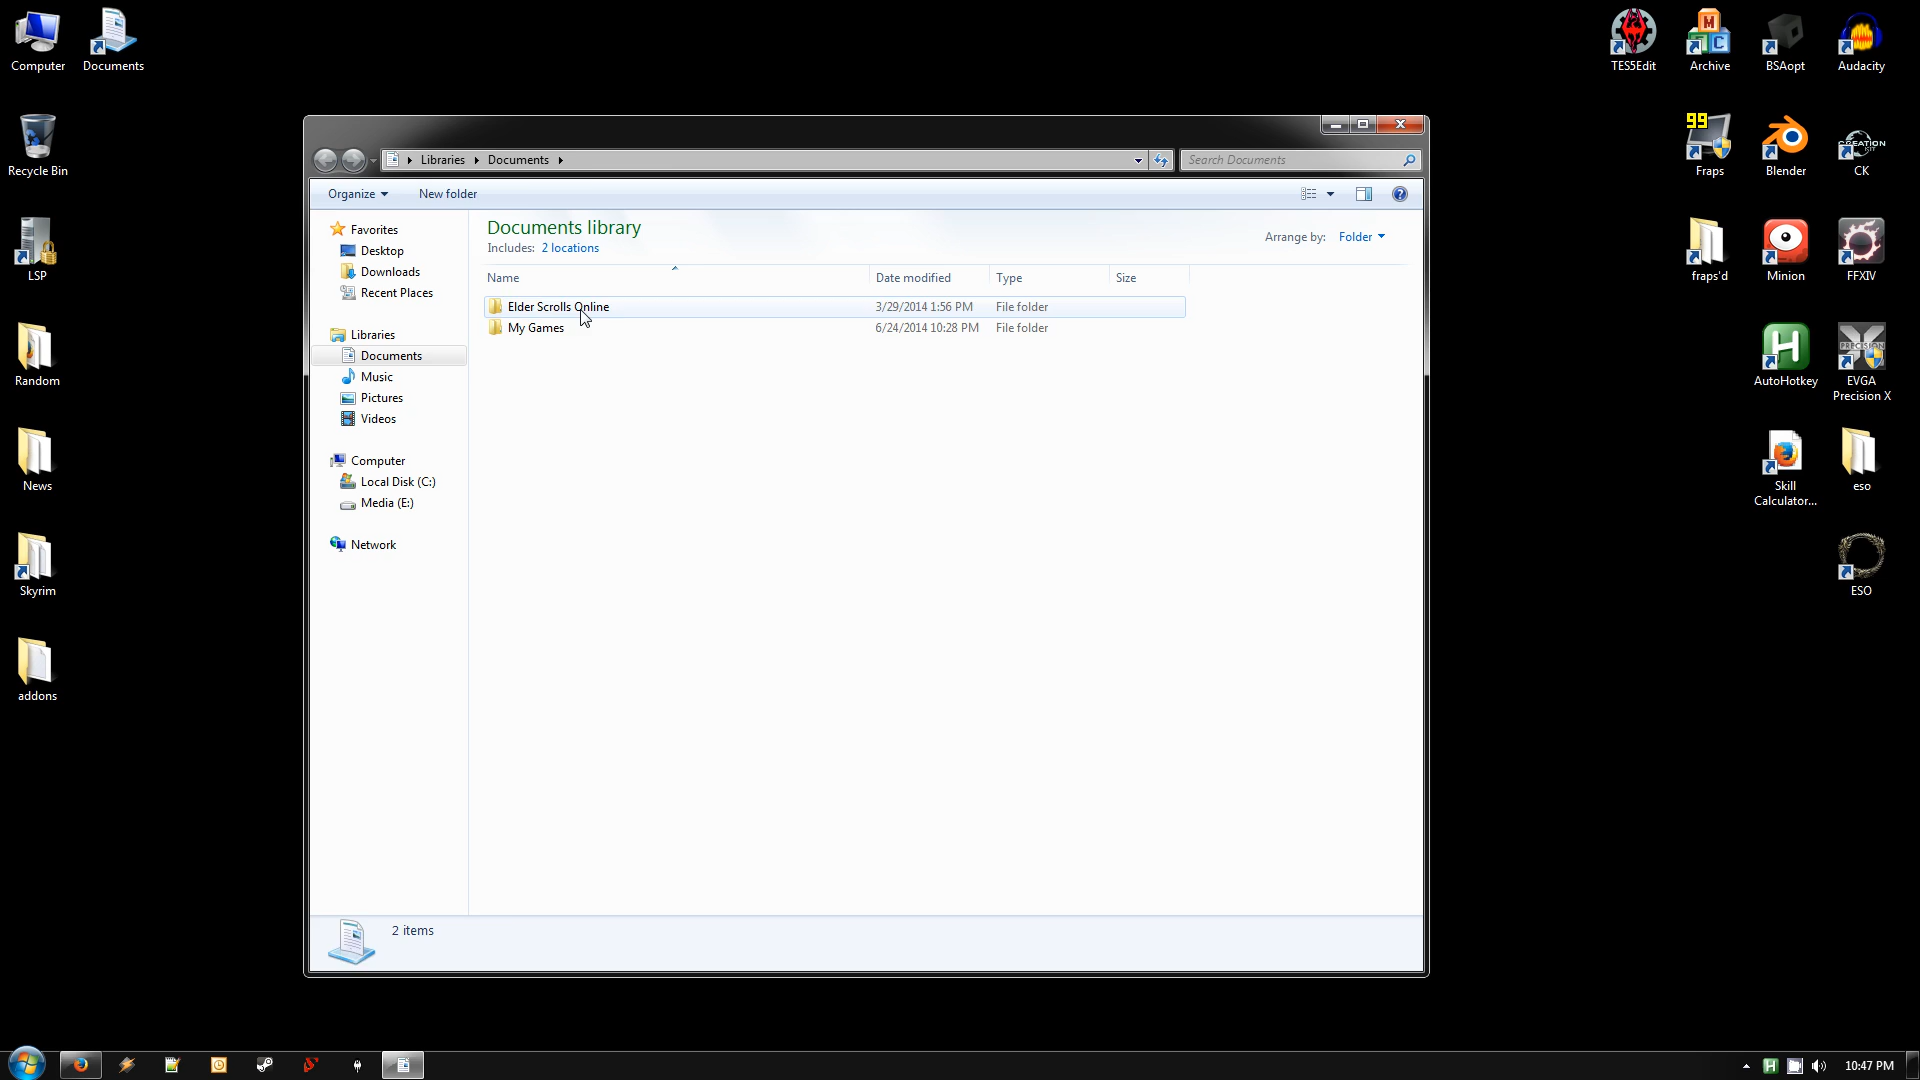 Computer
Documents
Recycle Bin
LSP
Random
News
Skyrim
addons
Libraries
Documents
Search Documents
Organize
New folder
Favorites
Desktop
Downloads
Recent Places
Libraries
Documents
Music
Pictures
Videos
Computer
Local Disk (C:)
Media (E:)
Network
Documents library
Includes: 2 locations
Arrange by: Folder
Name Date modified Type Size
Elder Scrolls Online 3/29/2014 1:56 PM File folder
My Games 6/24/2014 10:28 PM File folder
2 items
TES5Edit
M
C
Archive
BSAopt
Audacity
99
Fraps
Blender
CREATION
KIT
CK
fraps'd
Minion
FFXIV
H
AutoHotkey
PRECISION
EVGA
Precision X
Skill
Calculator...
eso
ESO
H
10:47 PM